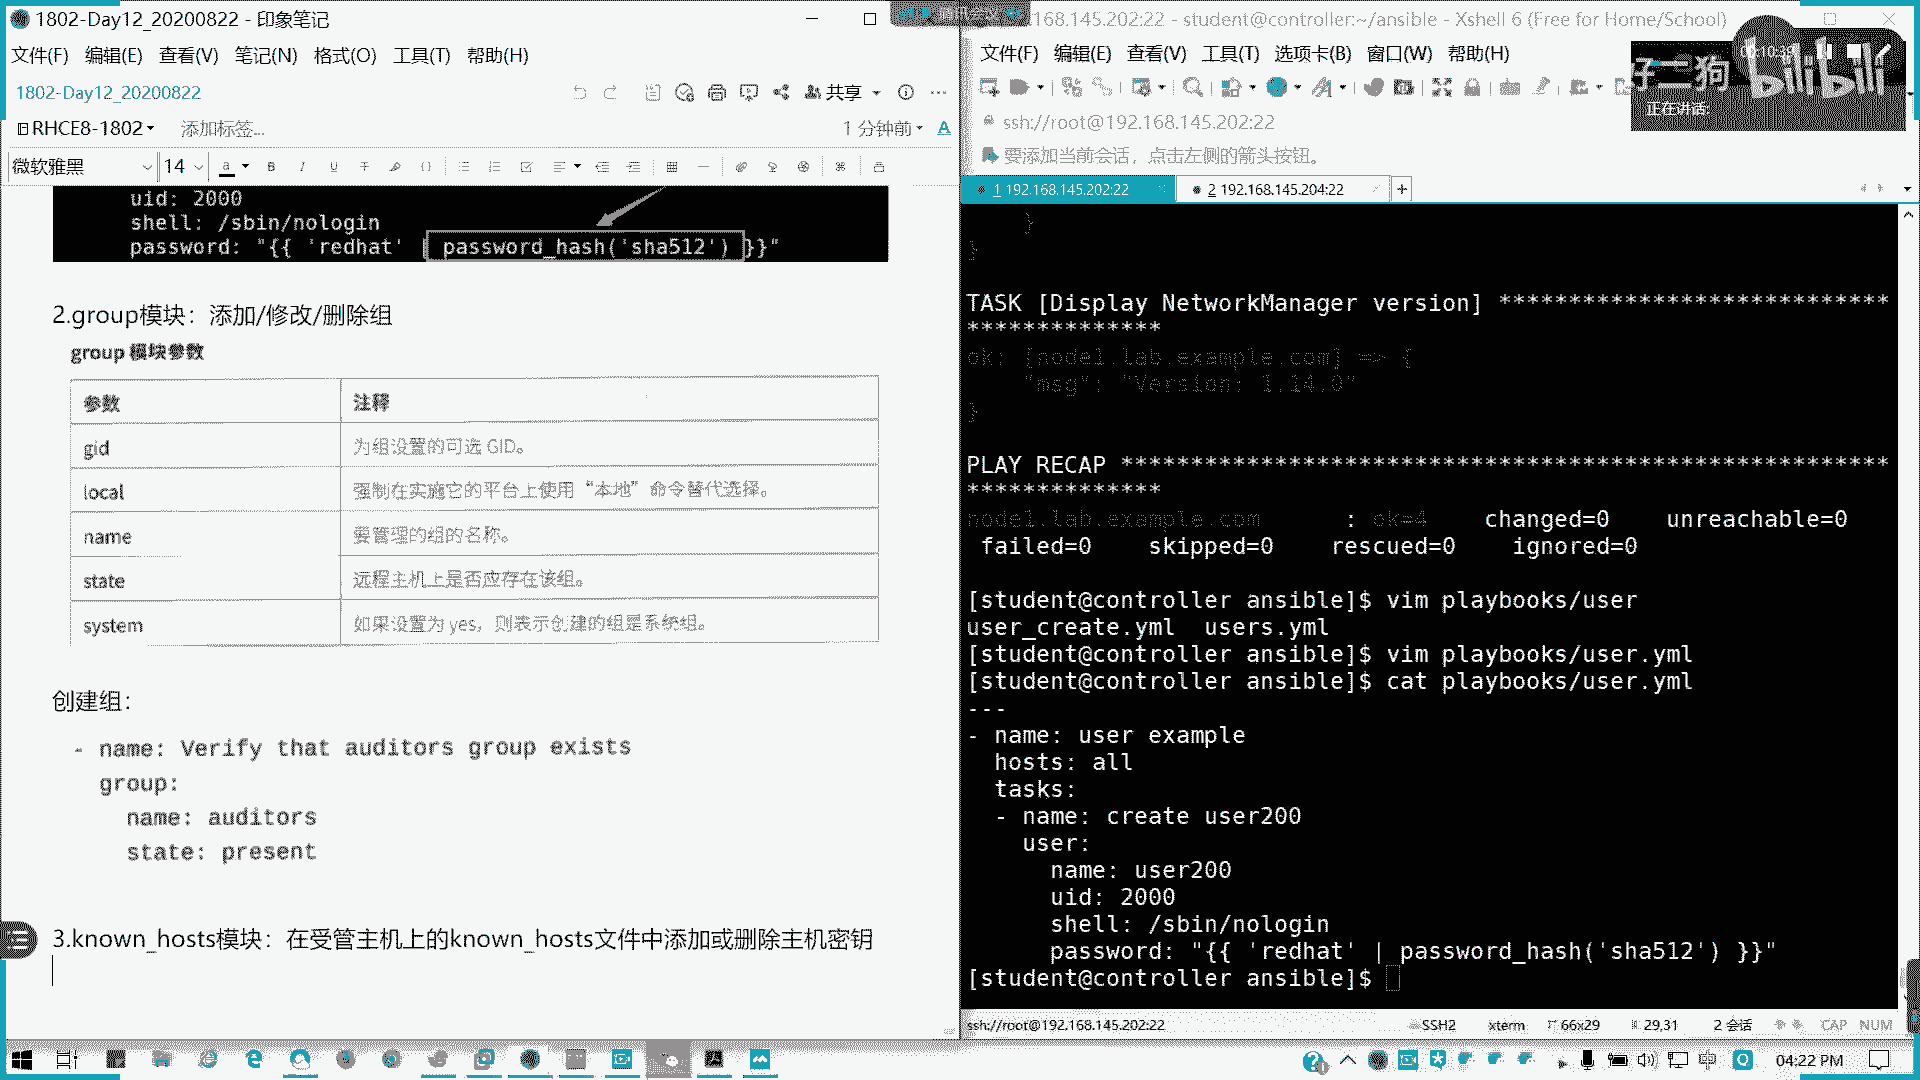 1802-Day12_20200822 - 印象笔记
文件(F) 编辑(E) 查看(V) 笔记(N) 格式(O) 工具(T) 帮助(H)
1802-Day12_20200822
共享
RHCE8-1802
添加标签...
1 分钟前
微软雅黑
14
uid: 2000
shell: /sbin/nologin
password: "{{ 'redhat' | password_hash('sha512') }}"
2.group模块：添加/修改/删除组
group 模块参数
参数 注释
gid 为组设置的可选 GID。
local 强制在实施它的平台上使用“本地”命令替代选择。
name 要管理的组的名称。
state 远程主机上是否应存在该组。
system 如果设置为 yes，则表示创建的组是系统组。
创建组：
- name: Verify that auditors group exists
group:
name: auditors
state: present
3.known_hosts模块：在受管主机上的known_hosts文件中添加或删除主机密钥
168.145.202:22 - student@controller:~/ansible - Xshell 6 (Free for Home/School)
文件(F) 编辑(E) 查看(V) 工具(T) 选项卡(B) 窗口(W) 帮助(H)
二狗
bilibili
正在讲话:
ssh://root@192.168.145.202:22
要添加当前会话，点击左侧的箭头按钮。
1 192.168.145.202:22
2 192.168.145.204:22
}
}
TASK [Display NetworkManager version] ****************************
**************
ok: [node1.lab.example.com] => {
"msg": "Version: 1.14.0"
}
PLAY RECAP ********************************************************
**************
node1.lab.example.com : ok=4 changed=0 unreachable=0
failed=0 skipped=0 rescued=0 ignored=0
[student@controller ansible]$ vim playbooks/user
user_create.yml users.yml
[student@controller ansible]$ vim playbooks/user.yml
[student@controller ansible]$ cat playbooks/user.yml
---
- name: user example
hosts: all
tasks:
- name: create user200
user:
name: user200
uid: 2000
shell: /sbin/nologin
password: "{{ 'redhat' | password_hash('sha512') }}"
[student@controller ansible]$
ssh://root@192.168.145.202:22
SSH2
xterm
66x29
29,31
2 会话
CAP NUM
中
04:22 PM